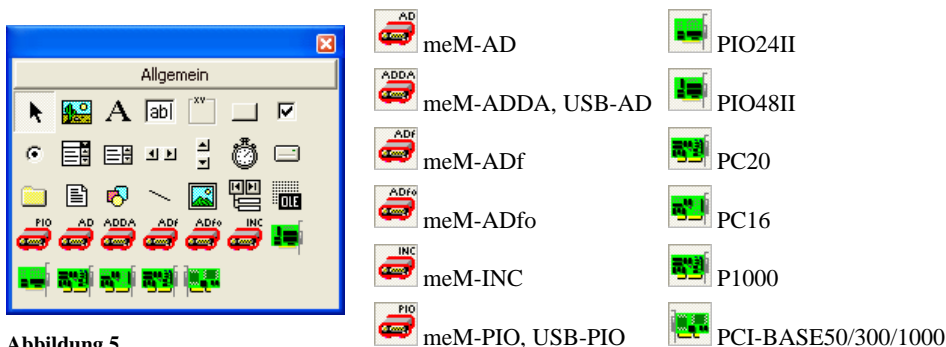 Allgemein
A
ab
XY
OLE
PIO AD ADDA ADf ADfo INC
Abbildung 5
AD meM-AD
ADDA meM-ADDA, USB-AD
ADf meM-ADf
ADfo meM-ADfo
INC meM-INC
PIO meM-PIO, USB-PIO
PIO24II
PIO48II
PC20
PC16
P1000
PCI-BASE50/300/1000